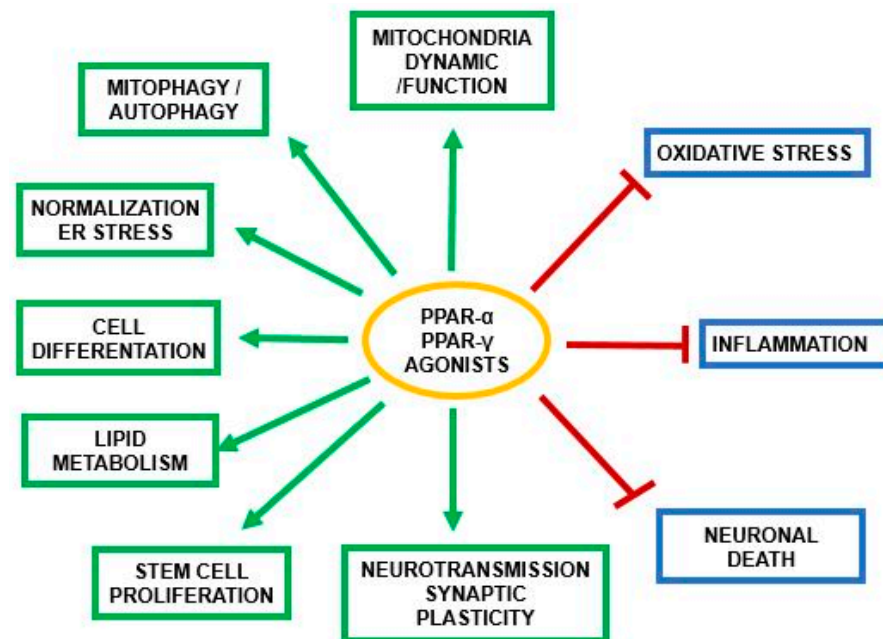 MITOCHONDRIA
DYNAMIC
/FUNCTION
MITOPHAGY /
AUTOPHAGY
OXIDATIVE STRESS
NORMALIZATION
ER STRESS
PPAR-α
PPAR-γ
AGONISTS
CELL
DIFFERENTATION
INFLAMMATION
LIPID
METABOLISM
NEURONAL
DEATH
STEM CELL
PROLIFERATION
NEUROTRANSMISSION
SYNAPTIC
PLASTICITY